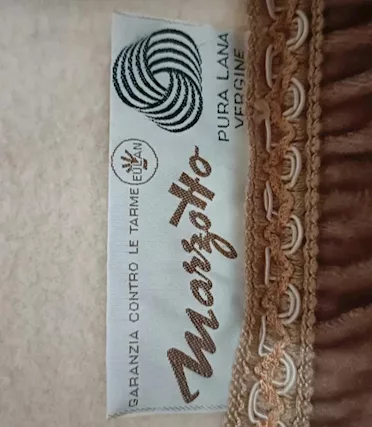 Marzotto
PURA LANA
VERGINE
GARANZIA CONTRO LE TARME
EULAN